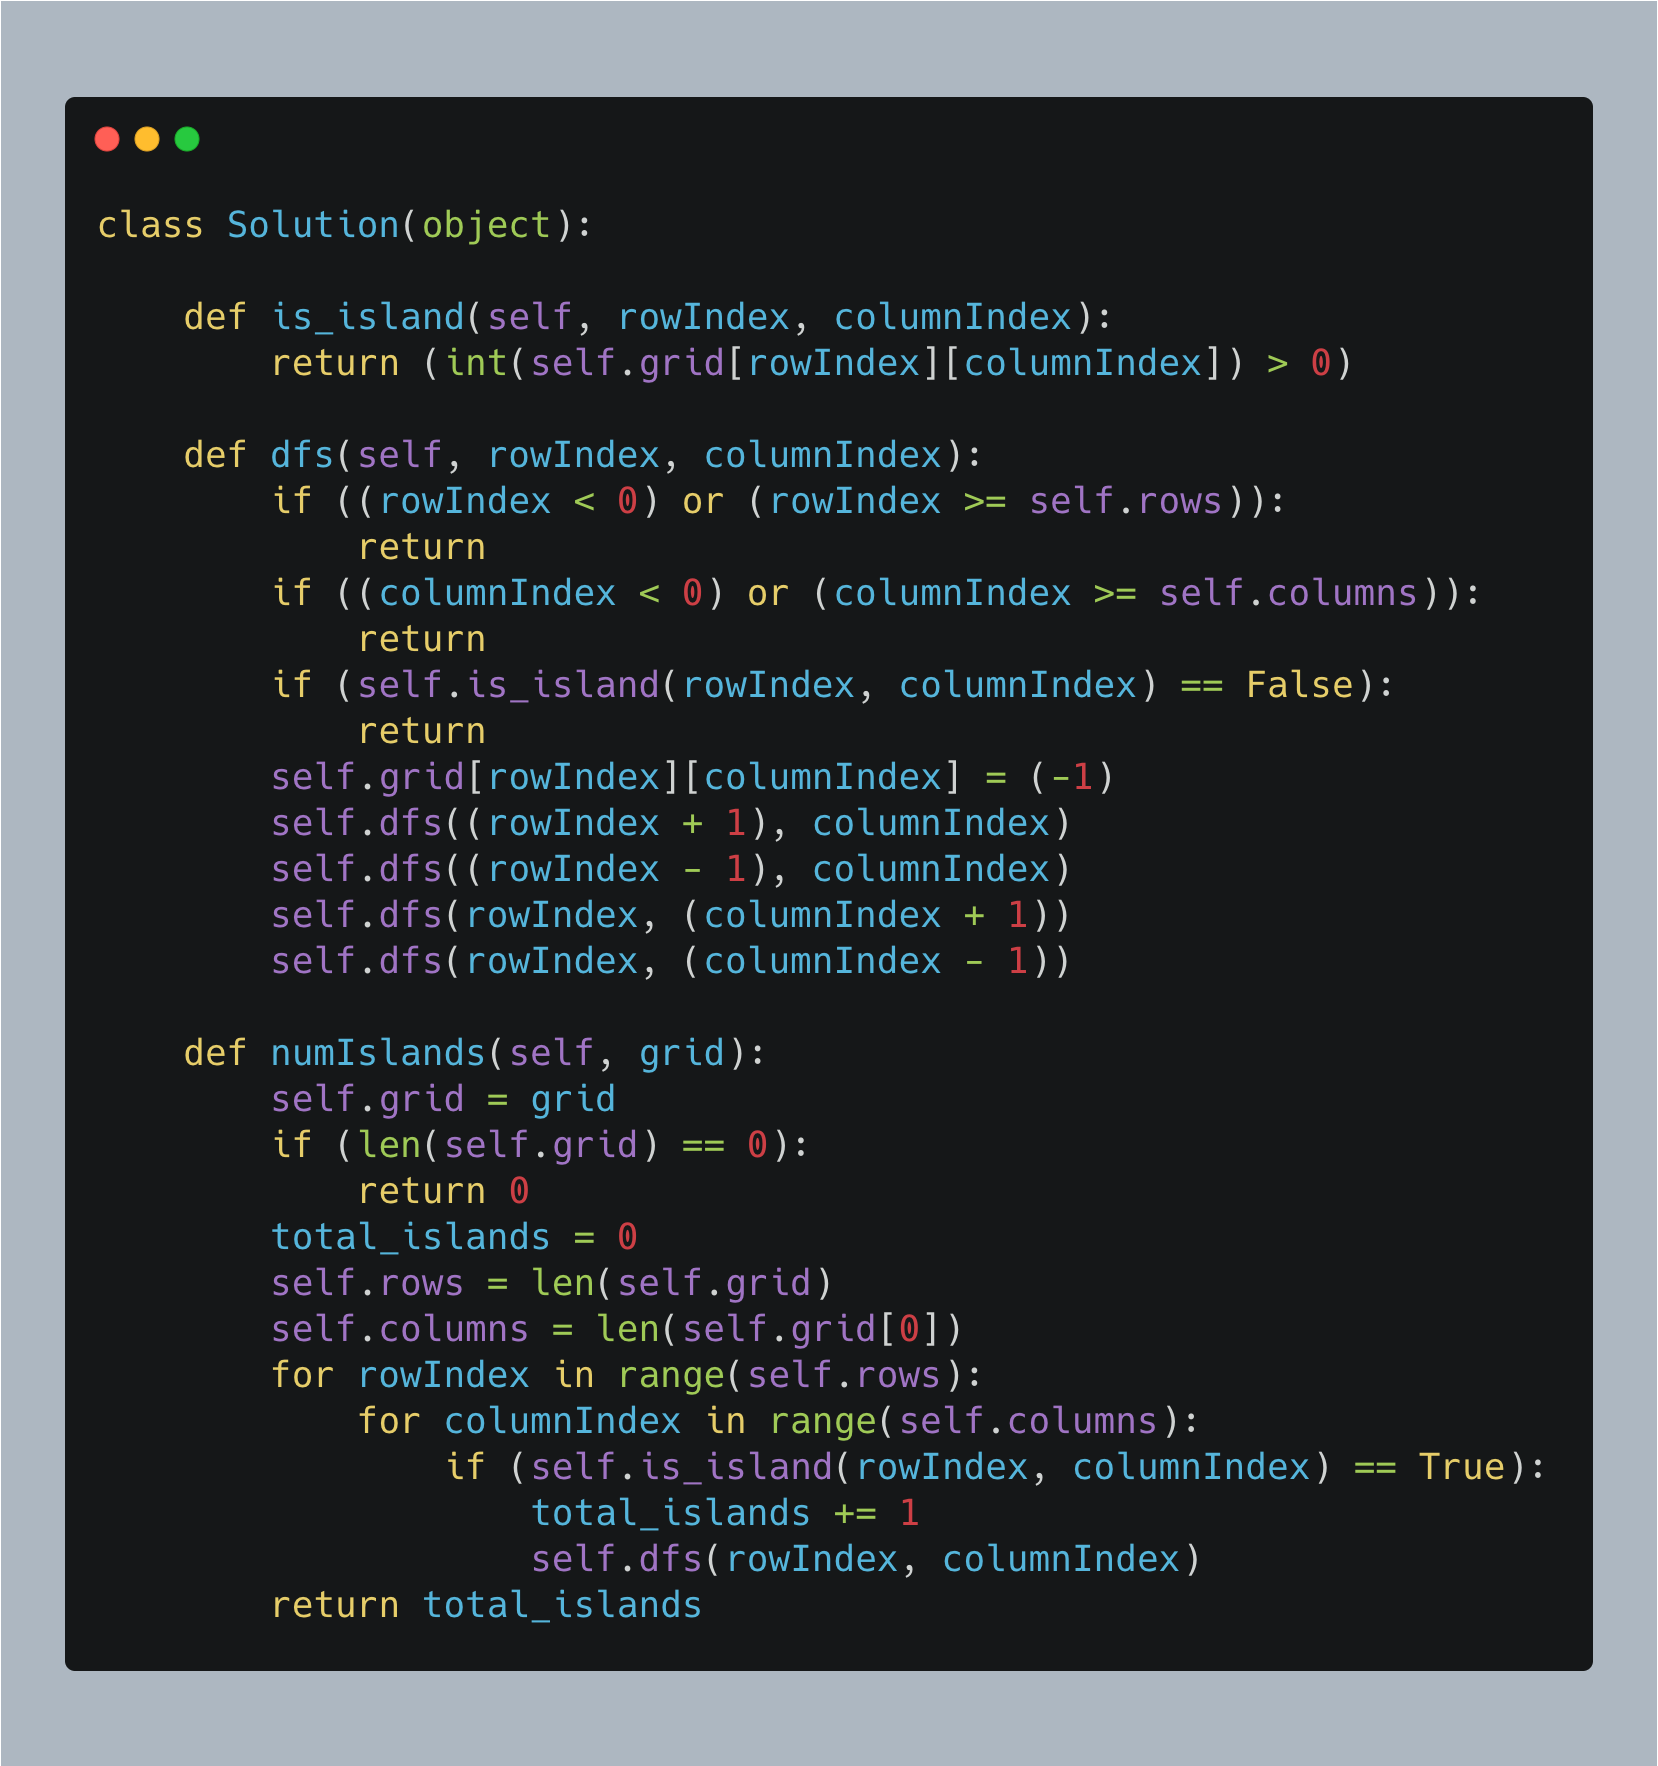 class Solution(object):

    def is_island(self, rowIndex, columnIndex):
        return (int(self.grid[rowIndex][columnIndex]) > 0)

    def dfs(self, rowIndex, columnIndex):
        if ((rowIndex < 0) or (rowIndex >= self.rows)):
            return
        if ((columnIndex < 0) or (columnIndex >= self.columns)):
            return
        if (self.is_island(rowIndex, columnIndex) == False):
            return
        self.grid[rowIndex][columnIndex] = (-1)
        self.dfs((rowIndex + 1), columnIndex)
        self.dfs((rowIndex - 1), columnIndex)
        self.dfs(rowIndex, (columnIndex + 1))
        self.dfs(rowIndex, (columnIndex - 1))

    def numIslands(self, grid):
        self.grid = grid
        if (len(self.grid) == 0):
            return 0
        total_islands = 0
        self.rows = len(self.grid)
        self.columns = len(self.grid[0])
        for rowIndex in range(self.rows):
            for columnIndex in range(self.columns):
                if (self.is_island(rowIndex, columnIndex) == True):
                    total_islands += 1
                    self.dfs(rowIndex, columnIndex)
        return total_islands